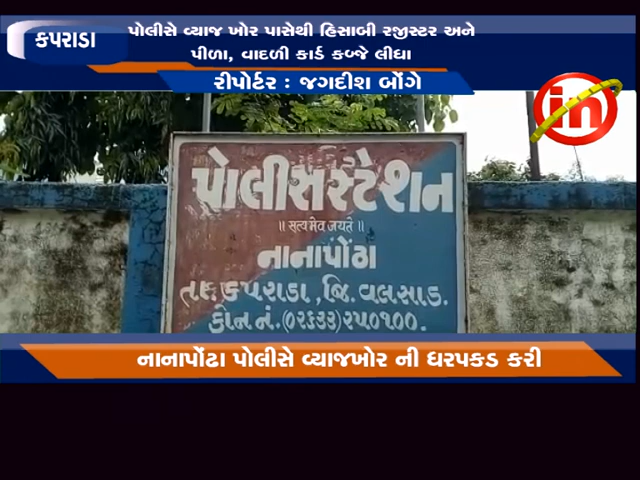 કપરાડા
પોલીસે વ્યાજ ખોર પાસેથી હિસાબી રજીસ્ટર અને
પીળા, વાદળી કાર્ડ કબ્જે લીધા
રીપોર્ટર : જગદીશ બોંગે
in
પોલીસ સ્ટેશન
॥ સત્ય મેવ જયતે ॥
નાનાપોંઢા
તા. કપરાડા, જિ. વલસાડ.
ફોન નં. (૦૨૬૩૩) ૨૫૦૧૦૦.
નાનાપોંઢા પોલીસે વ્યાજખોર ની ધરપકડ કરી